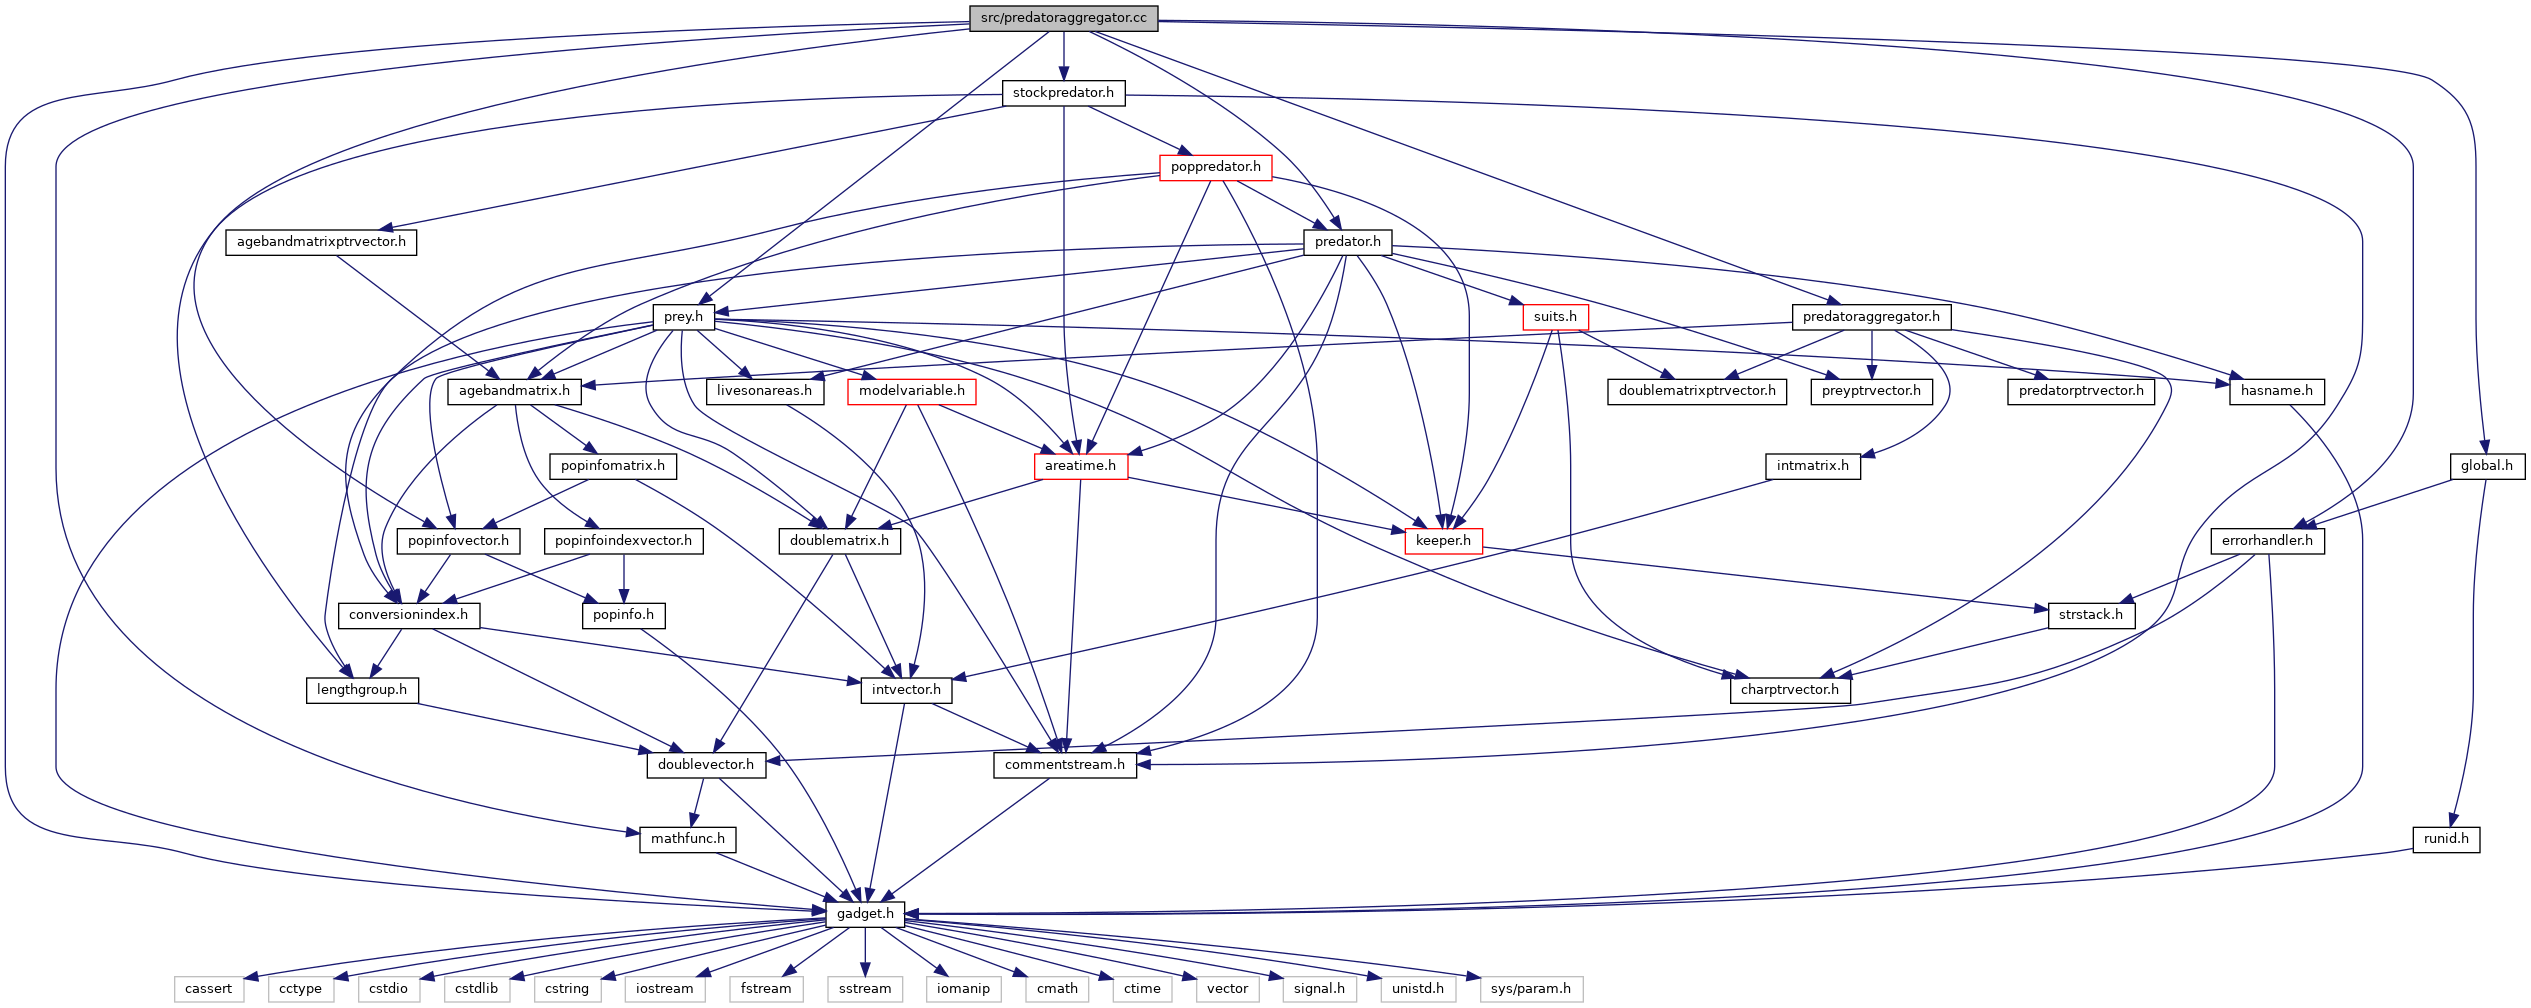 src/predatoraggregator.cc
stockpredator.h
poppredator.h
agebandmatrixptrvector.h
predator.h
prey.h
suits.h
predatoraggregator.h
agebandmatrix.h
livesonareas.h
modelvariable.h
doublematrixptrvector.h
preyptrvector.h
predatorptrvector.h
hasname.h
popinfomatrix.h
areatime.h
intmatrix.h
global.h
popinfovector.h
popinfoindexvector.h
doublematrix.h
keeper.h
errorhandler.h
conversionindex.h
popinfo.h
strstack.h
lengthgroup.h
intvector.h
charptrvector.h
doublevector.h
commentstream.h
mathfunc.h
runid.h
gadget.h
cassert
cctype
cstdio
cstdlib
cstring
iostream
fstream
sstream
iomanip
cmath
ctime
vector
signal.h
unistd.h
sys/param.h